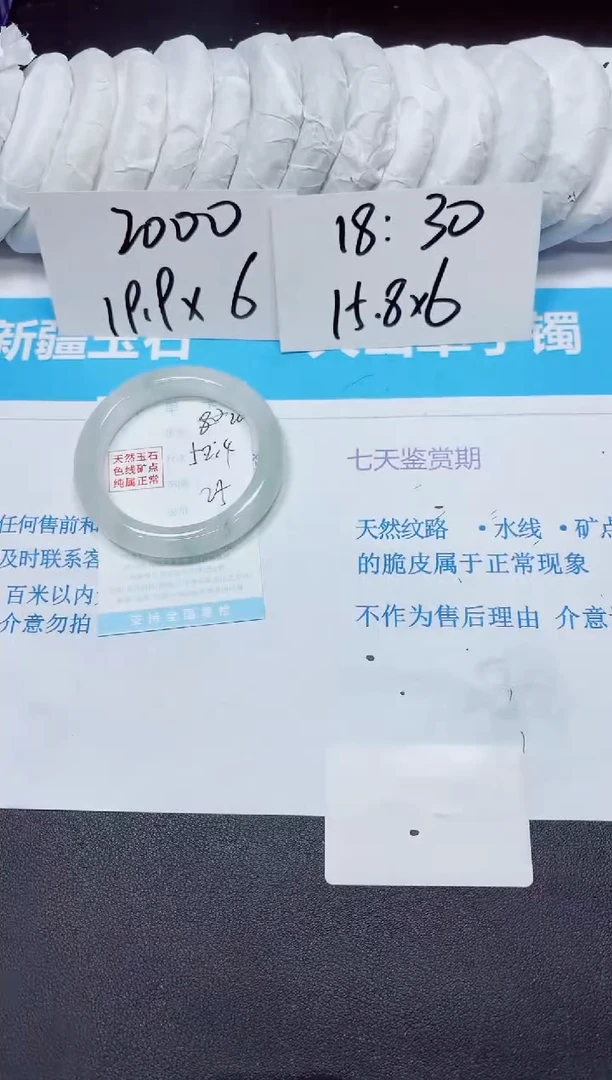 2000
19.9x6
18:30
15.8x6
新疆玉石
手镯
52.4
25
天然玉石
色线矿点
纯属正常
任何售前和
及时联系客
百米以内
介意勿拍
七天鉴赏期
天然纹路 ·水线 ·矿点
的脆皮属于正常现象
不作为售后理由 介意